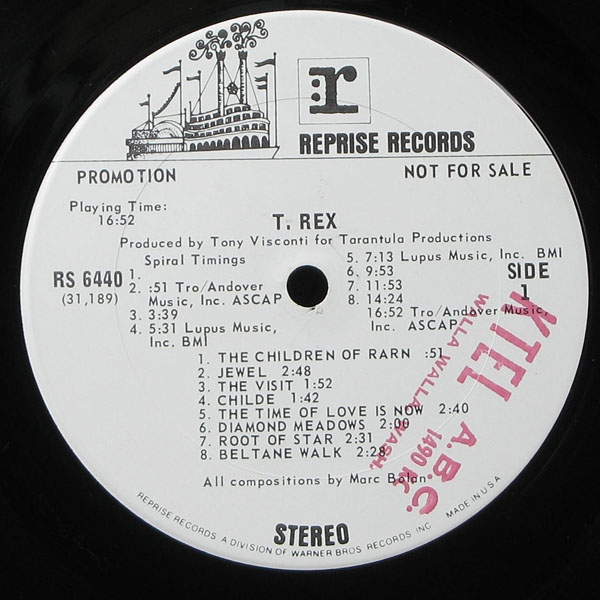 r
REPRISE RECORDS
PROMOTION
NOT FOR SALE
Playing Time:
16:52
T. REX
Produced by Tony Visconti for Tarantula Productions
RS 6440
(31,189)
Spiral Timings
1.
2. :51 Tro/Andover
Music, Inc. ASCAP
3. 3:39
4. 5:31 Lupus Music,
Inc. BMI
5. 7:13 Lupus Music, Inc. BMI
6. 9:53
7. 11:53
8. 14:24
16:52 Tro/Andover Music,
Inc. ASCAP
SIDE
1
1. THE CHILDREN OF RARN :51
2. JEWEL 2:48
3. THE VISIT 1:52
4. CHILDE 1:42
5. THE TIME OF LOVE IS NOW 2:40
6. DIAMOND MEADOWS 2:00
7. ROOT OF STAR 2:31
8. BELTANE WALK 2:28
All compositions by Marc Bolan
KTEL A.B.C.
WALLA WALLA WASH.
1490 Kc.
STEREO
REPRISE RECORDS, A DIVISION OF WARNER BROS. RECORDS, INC. MADE IN U.S.A.